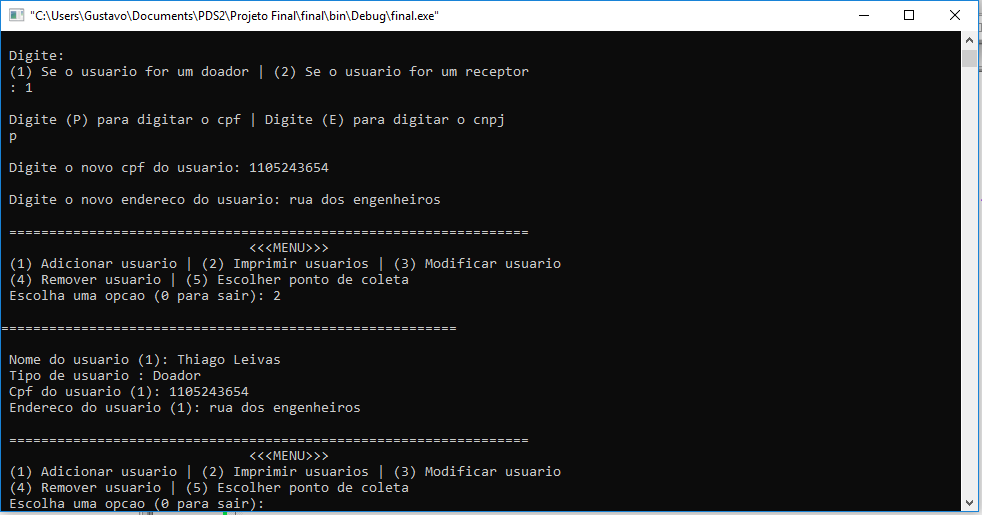 "C:\Users\Gustavo\Documents\PDS2\Projeto Final\final\bin\Debug\final.exe"
Digite:
(1) Se o usuario for um doador | (2) Se o usuario for um receptor
: 1
Digite (P) para digitar o cpf | Digite (E) para digitar o cnpj
p
Digite o novo cpf do usuario: 1105243654
Digite o novo endereco do usuario: rua dos engenheiros
=================================================================
<<<MENU>>>
(1) Adicionar usuario | (2) Imprimir usuarios | (3) Modificar usuario
(4) Remover usuario | (5) Escolher ponto de coleta
Escolha uma opcao (0 para sair): 2
=========================================================
Nome do usuario (1): Thiago Leivas
Tipo de usuario : Doador
Cpf do usuario (1): 1105243654
Endereco do usuario (1): rua dos engenheiros
=================================================================
<<<MENU>>>
(1) Adicionar usuario | (2) Imprimir usuarios | (3) Modificar usuario
(4) Remover usuario | (5) Escolher ponto de coleta
Escolha uma opcao (0 para sair):